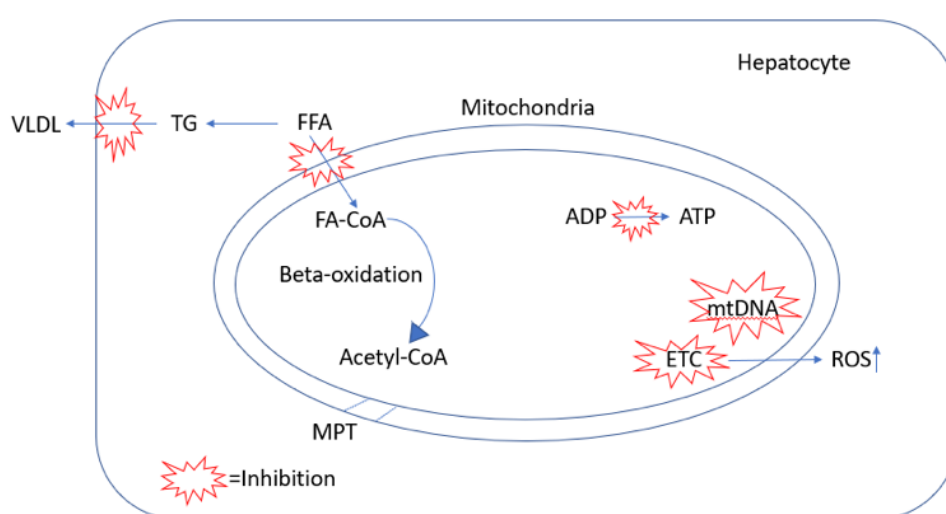 Hepatocyte
Mitochondria
VLDL
TG
FFA
FA-CoA
ADP
ATP
Beta-oxidation
mtDNA
Acetyl-CoA
ETC
ROS
MPT
=Inhibition